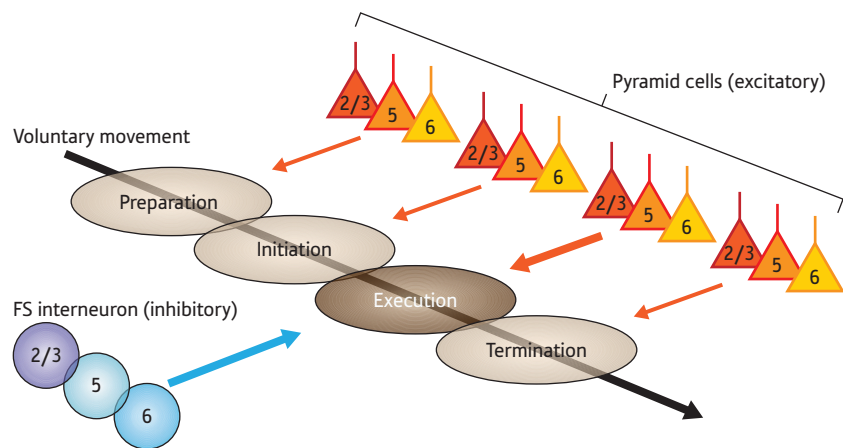 2/3
5
6
Pyramid cells (excitatory)
2/3
5
6
Voluntary movement
2/3
5
6
Preparation
2/3
5
6
Initiation
Execution
FS interneuron (inhibitory)
2/3
5
6
Termination